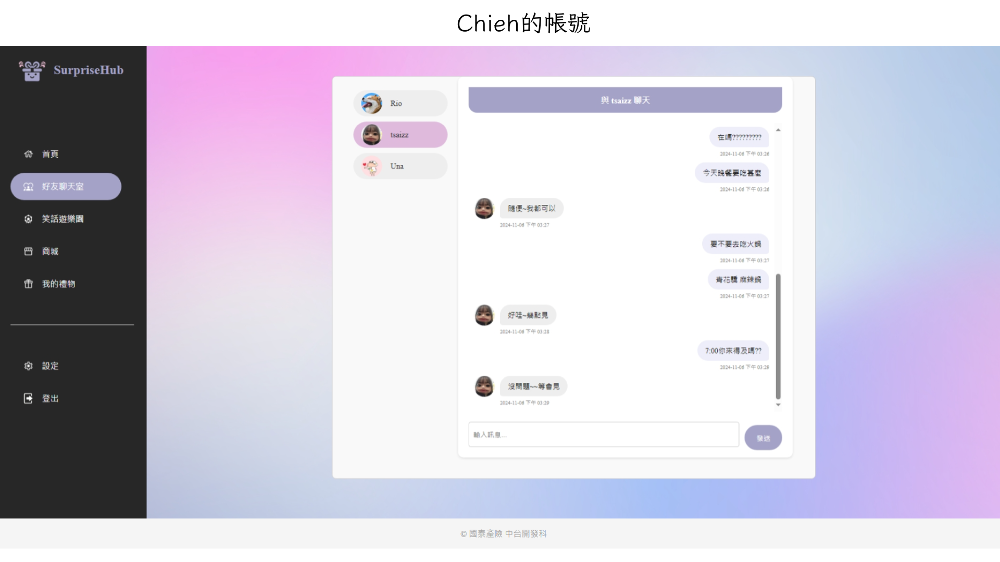 Chieh的帳號
SurpriseHub
首頁
好友聊天室
笑話遊樂園
商城
我的禮物
設定
登出
Rio
tsaizz
Una
與 tsaizz 聊天
在嗎?????????
2024-11-06 下午 03:26
今天晚餐要吃甚麼
2024-11-06 下午 03:26
隨便~我都可以
2024-11-06 下午 03:27
要不要去吃火鍋
2024-11-06 下午 03:27
青花驕 麻辣鍋
2024-11-06 下午 03:27
好哇~幾點見
2024-11-06 下午 03:28
7:00你來得及嗎??
2024-11-06 下午 03:29
沒問題~~等會見
2024-11-06 下午 03:29
輸入訊息...
發送
© 國泰產險 中台開發科